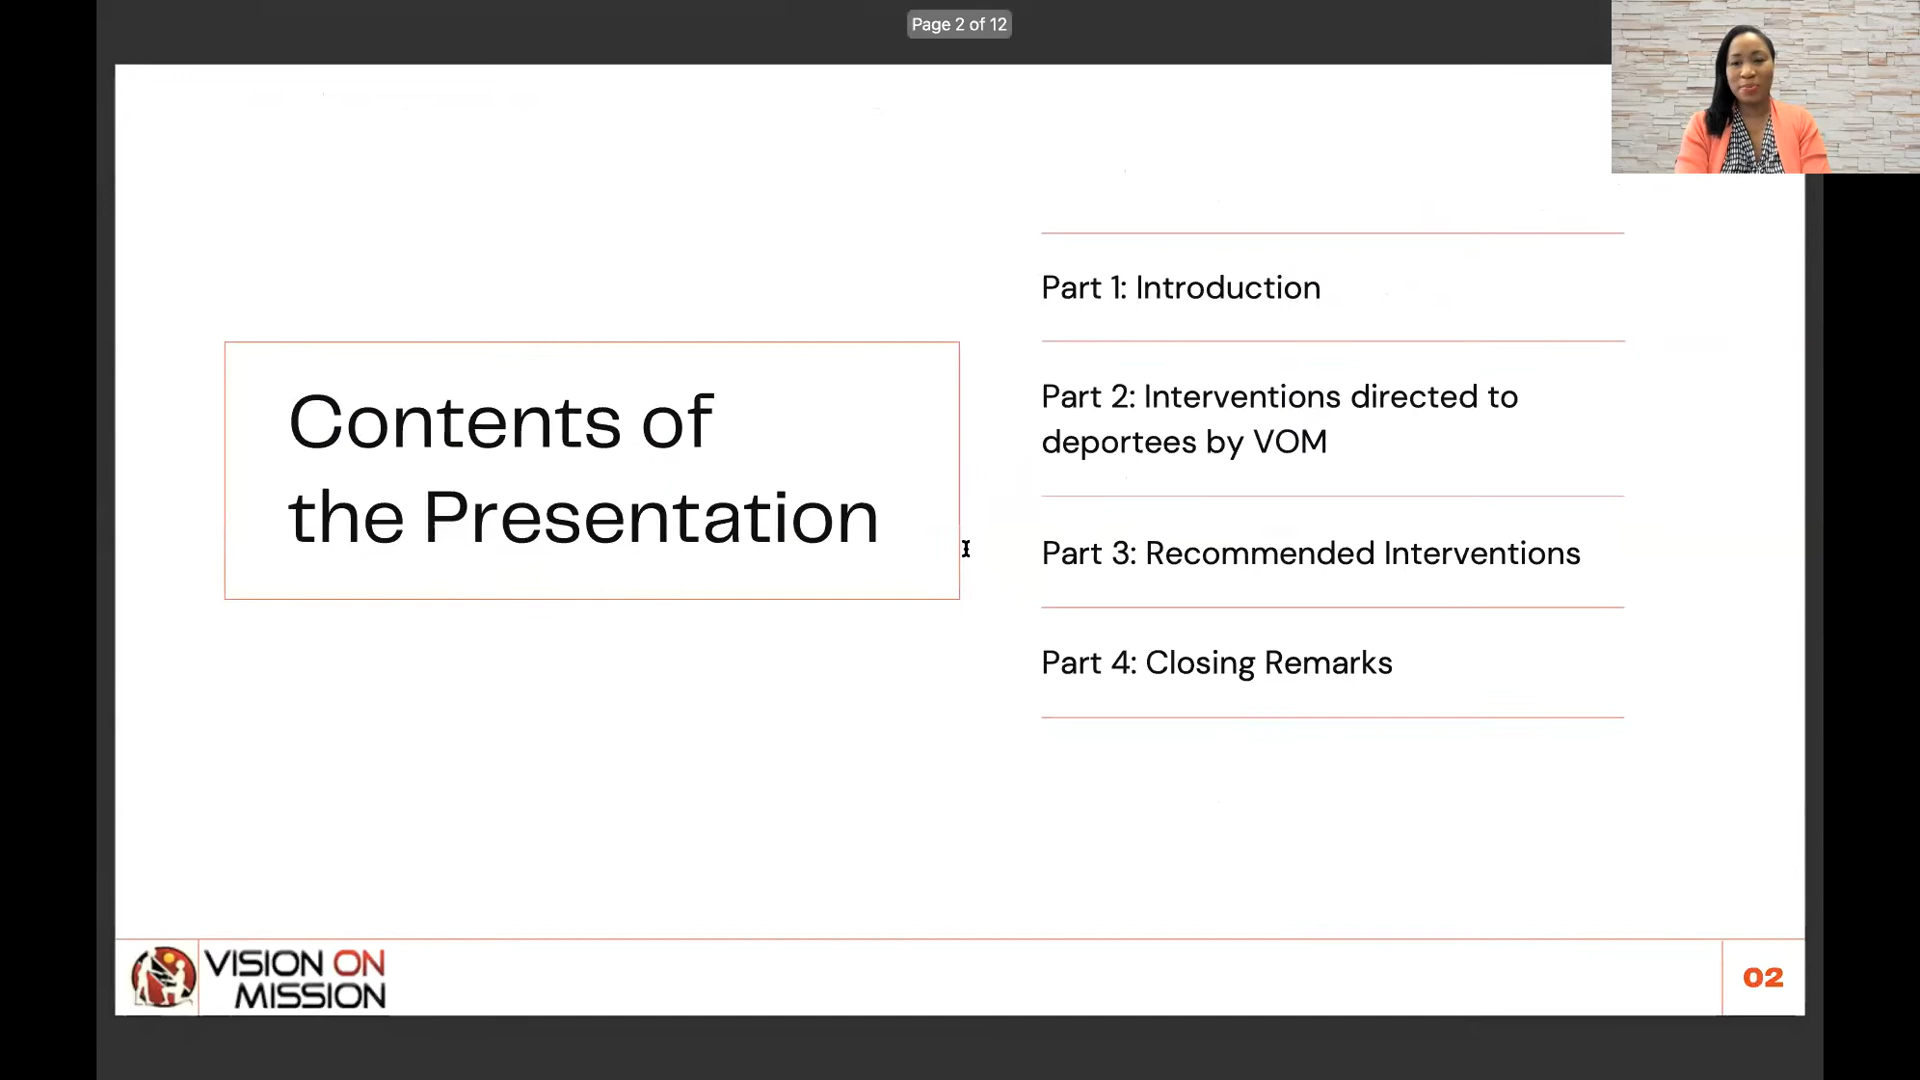 Page 2 of 12
Contents of
the Presentation
Part 1: Introduction
Part 2: Interventions directed to
deportees by VOM
Part 3: Recommended Interventions
Part 4: Closing Remarks
VISION ON
MISSION
02